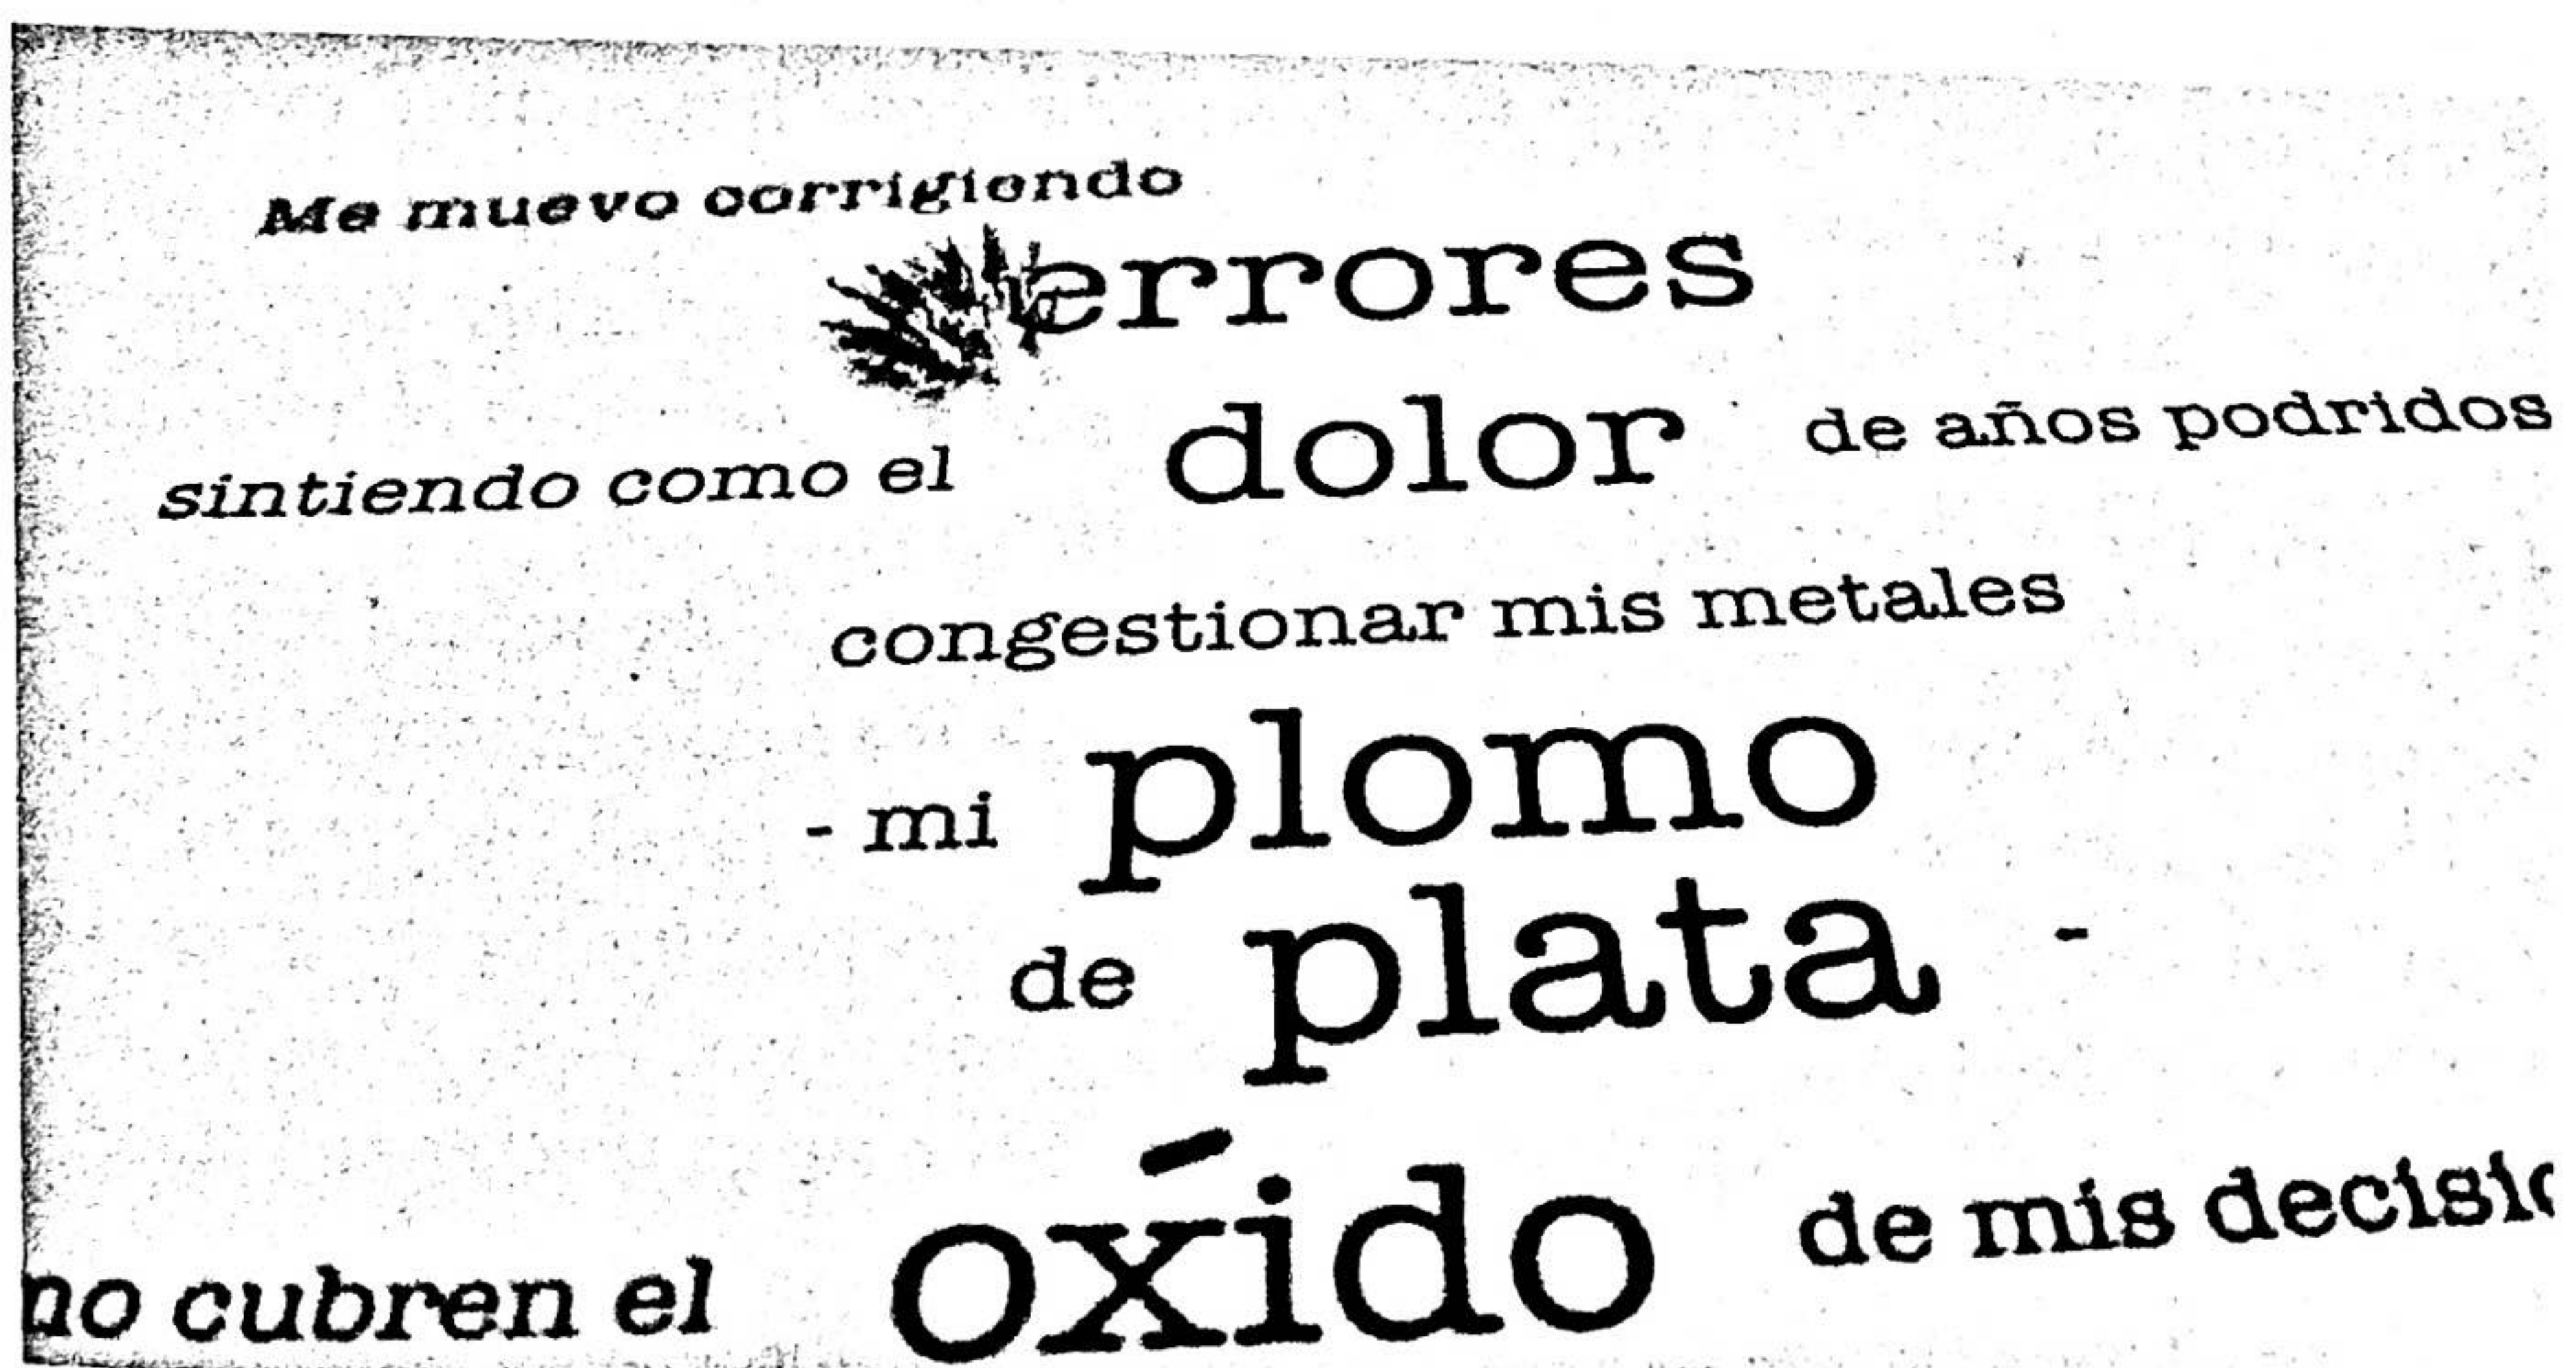 Me muevo corrigiendo
errores
sintiendo como el dolor de años podridos
congestionar mis metales
- mi plomo
de plata -
no cubren el óxido de mis